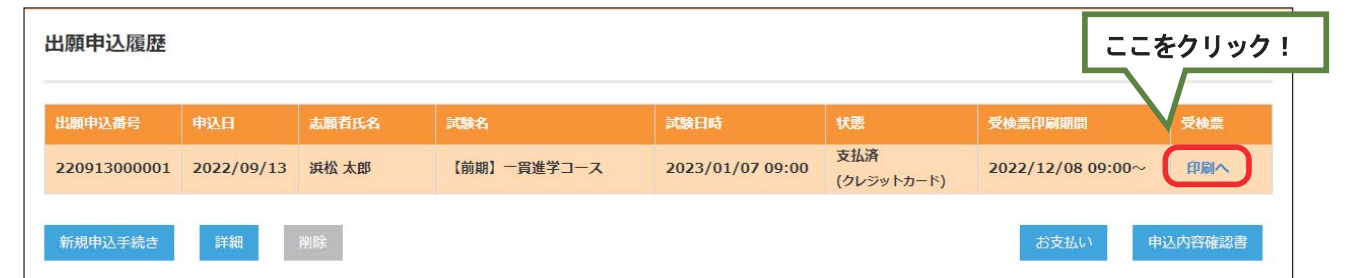 出願申込履歴
ここをクリック！
出願申込番号 申込日 志願者氏名 試験名 試験日時 状態 受検票印刷期間 受検票
220913000001 2022/09/13 浜松 太郎 【前期】一貫進学コース 2023/01/07 09:00 支払済 2022/12/08 09:00～ 印刷へ
(クレジットカード)
新規申込手続き 詳細 削除 お支払い 申込内容確認書